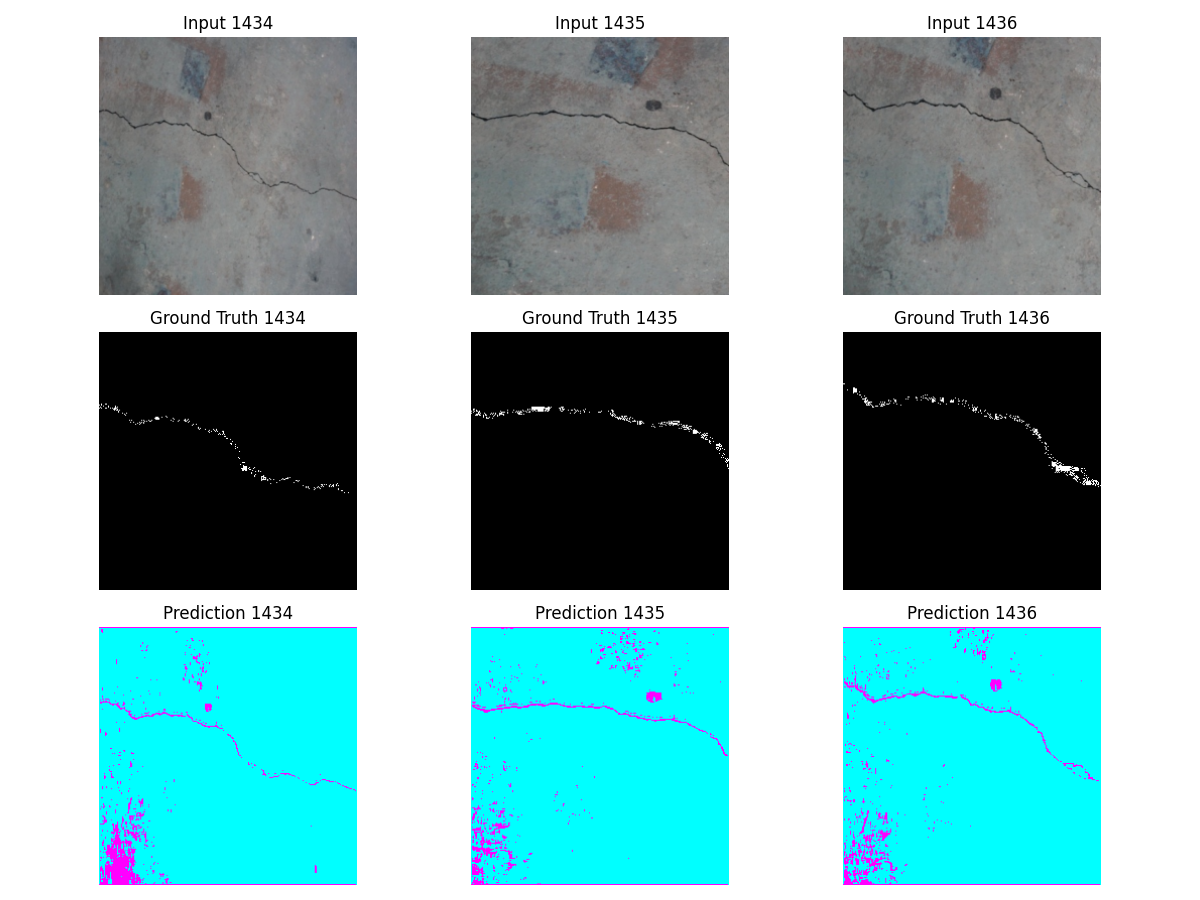 Input 1434
Input 1435
Input 1436
Ground Truth 1434
Ground Truth 1435
Ground Truth 1436
Prediction 1434
Prediction 1435
Prediction 1436